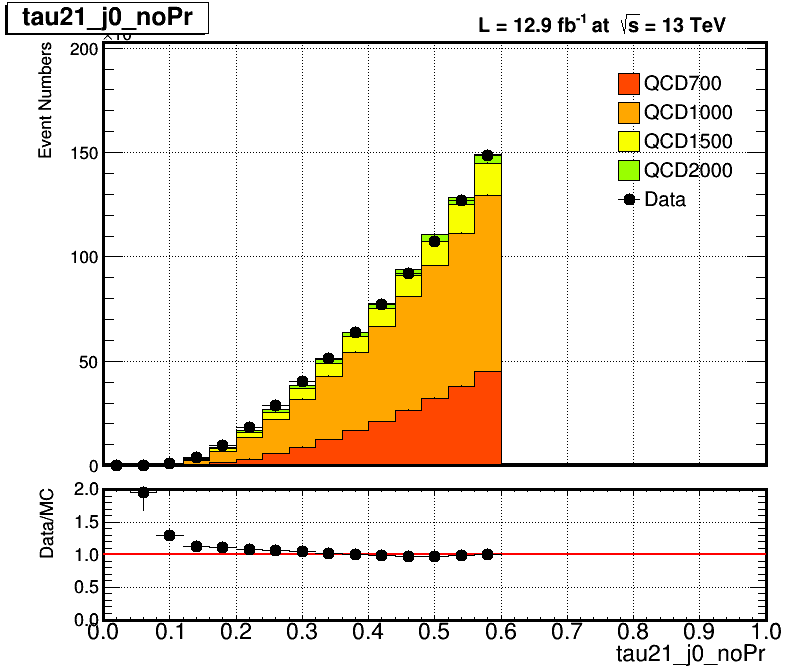 tau21_j0_noPr
L = 12.9 fb⁻¹ at √s = 13 TeV
Event Numbers
200
150
100
50
0
QCD700
QCD1000
QCD1500
QCD2000
Data
Data/MC
2.0
1.5
1.0
0.5
0.0
0.0 0.1 0.2 0.3 0.4 0.5 0.6 0.7 0.8 0.9 1.0
tau21_j0_noPr